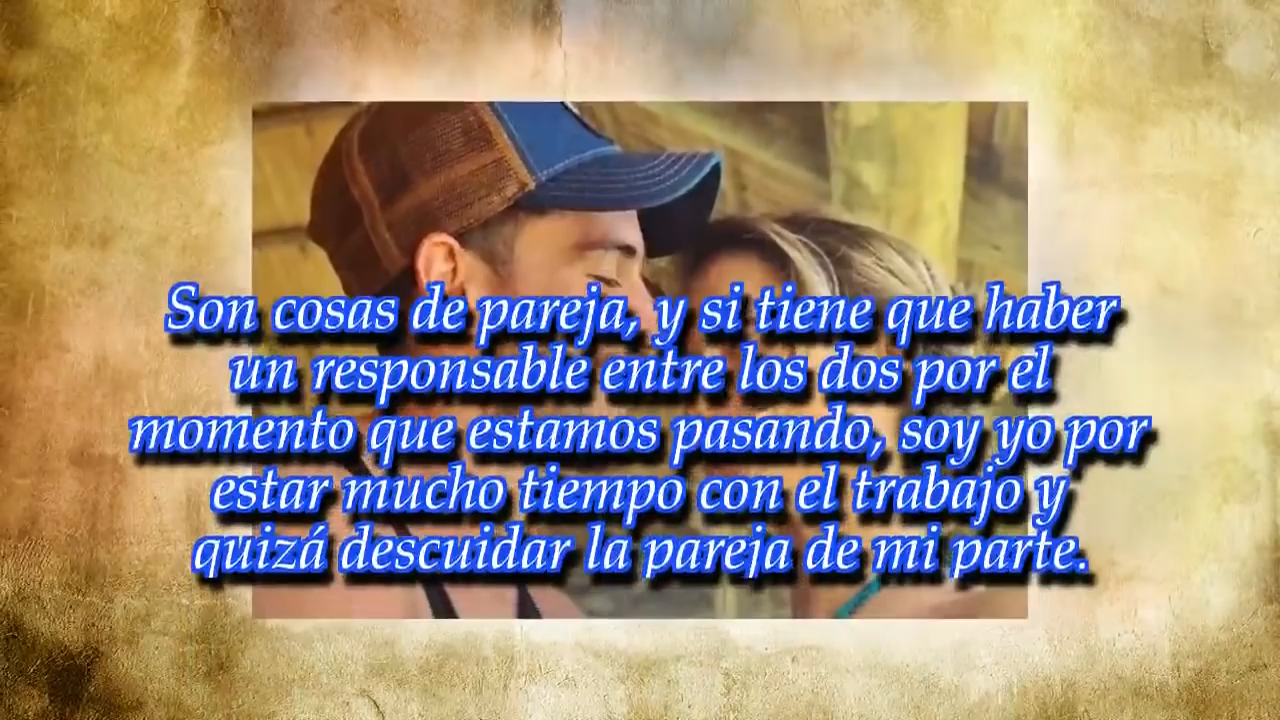 Son cosas de pareja, y si tiene que haber
un responsable entre los dos por el
momento que estamos pasando, soy yo por
estar mucho tiempo con el trabajo y
quizá descuidar la pareja de mi parte.